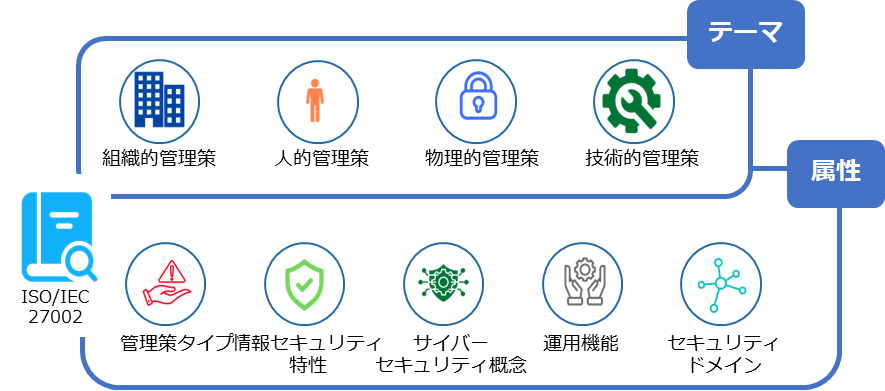 テーマ
組織的管理策
人的管理策
物理的管理策
技術的管理策
属性
ISO/IEC
27002
管理策タイプ
情報セキュリティ
特性
サイバー
セキュリティ概念
運用機能
セキュリティ
ドメイン